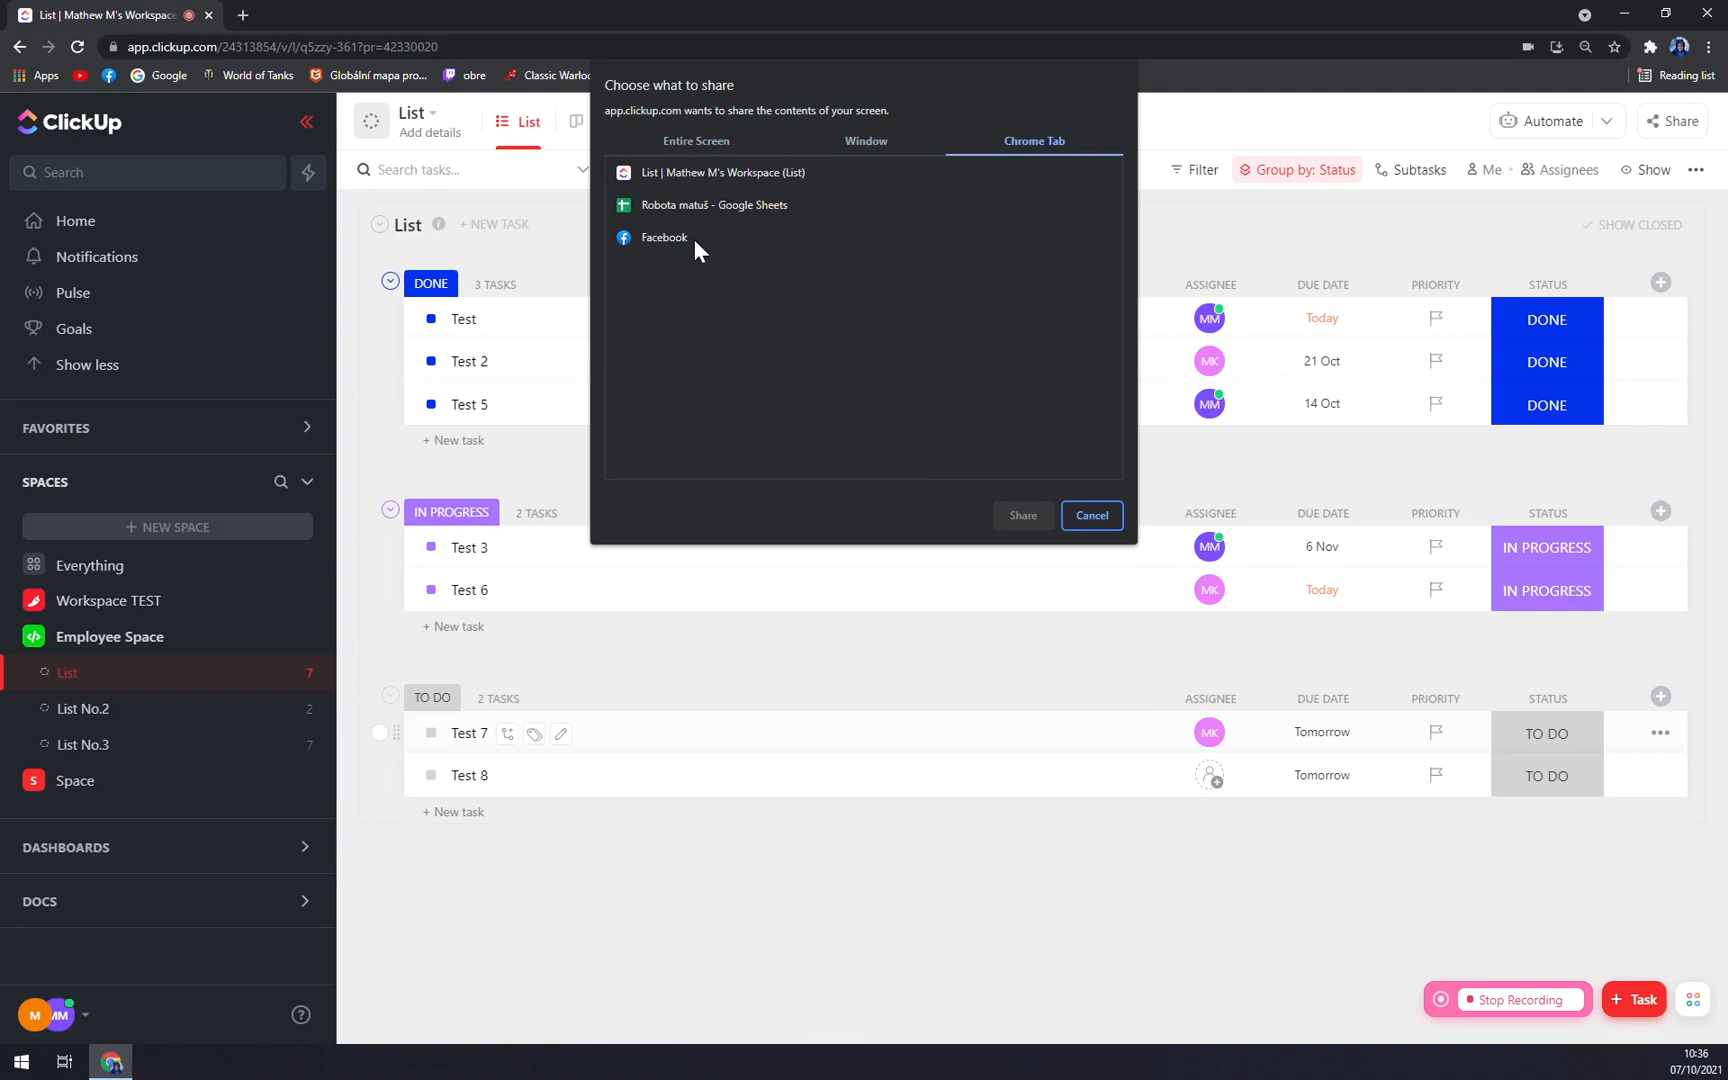 List | Mathew M's Workspace
app.clickup.com/24313854/v/l/q5zzy-361?pr=42330020
Apps
Google
World of Tanks
Globální mapa pro...
obre
Classic Warloc
Reading list
Choose what to share
app.clickup.com wants to share the contents of your screen.
Entire Screen
Window
Chrome Tab
List | Mathew M's Workspace (List)
Robota matuš - Google Sheets
Facebook
Share
Cancel
ClickUp
Search
Home
Notifications
Pulse
Goals
Show less
FAVORITES
SPACES
+ NEW SPACE
Everything
Workspace TEST
Employee Space
List 7
List No.2 2
List No.3 7
S Space
DASHBOARDS
DOCS
M MM
?
List
Add details
List
Automate
Share
Search tasks...
Filter
Group by: Status
Subtasks
Me
Assignees
Show
List + NEW TASK
SHOW CLOSED
DONE 3 TASKS ASSIGNEE DUE DATE PRIORITY STATUS
Test MM Today DONE
Test 2 MK 21 Oct DONE
Test 5 MM 14 Oct DONE
+ New task
IN PROGRESS 2 TASKS ASSIGNEE DUE DATE PRIORITY STATUS
Test 3 MM 6 Nov IN PROGRESS
Test 6 MK Today IN PROGRESS
+ New task
TO DO 2 TASKS ASSIGNEE DUE DATE PRIORITY STATUS
Test 7 MK Tomorrow TO DO
Test 8 Tomorrow TO DO
+ New task
Stop Recording
+ Task
10:36
07/10/2021